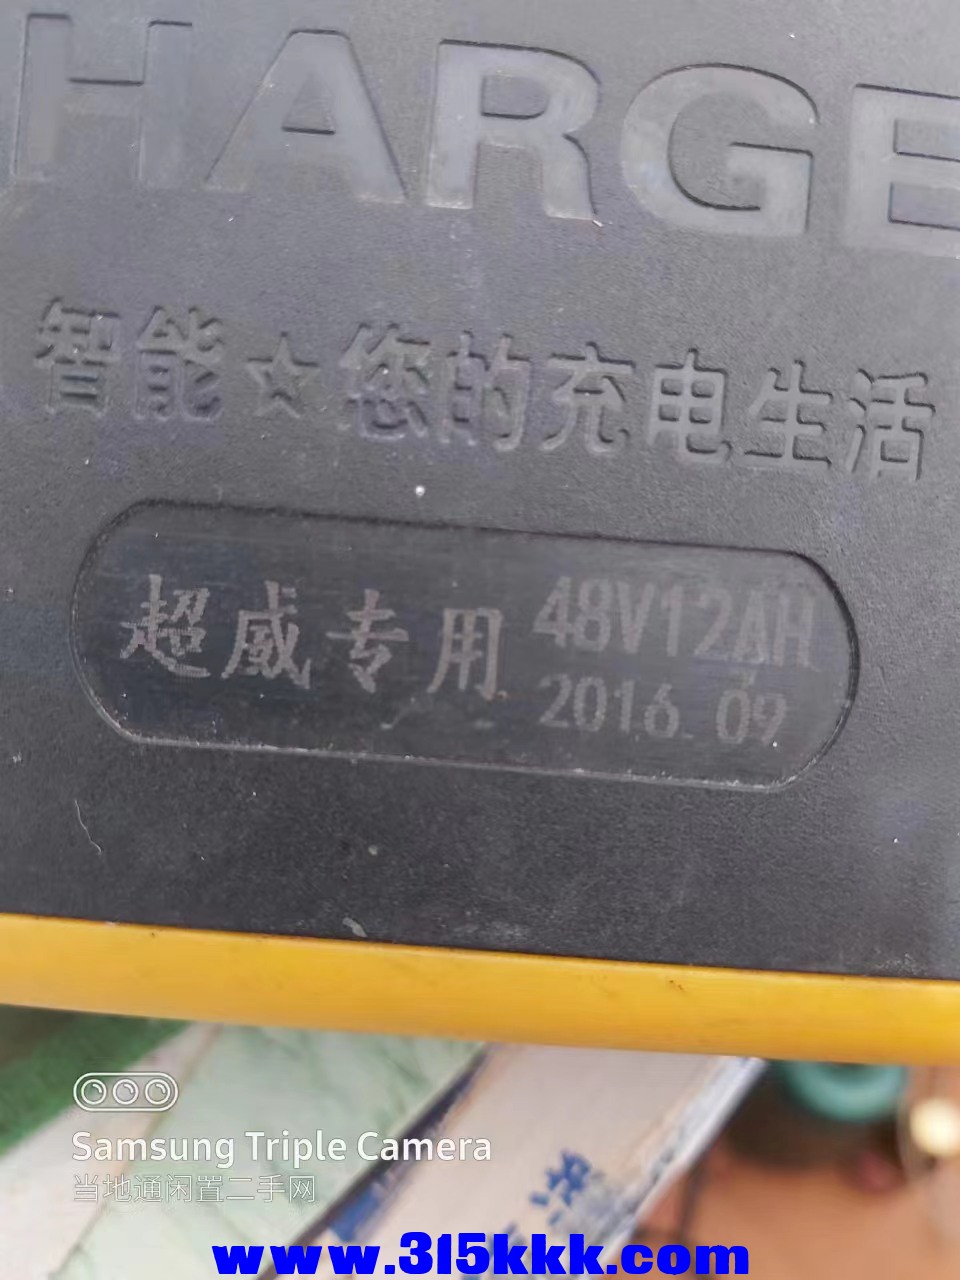 HARGE
智能☆您的充电生活
超威专用 48V12AH
2016.09
Samsung Triple Camera
当地通闲置二手网
www.315kkk.com